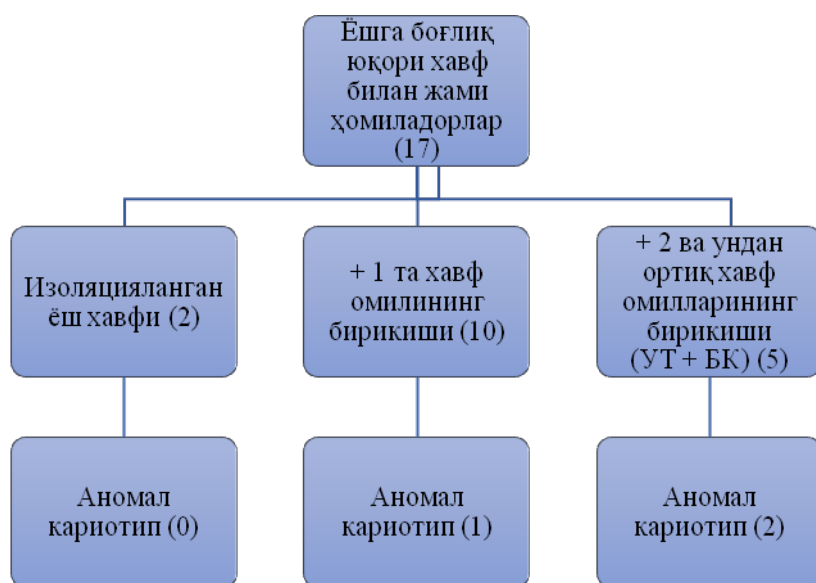 Ёшга боғлиқ
юқори хавф
билан жами
ҳомиладорлар
(17)
Изоляцияланган
ёш хавфи (2)
+ 1 та хавф
омилининг
бирикиши (10)
+ 2 ва ундан
ортиқ хавф
омилларининг
бирикиши
(УТ + БК) (5)
Аномал
кариотип (0)
Аномал
кариотип (1)
Аномал
кариотип (2)